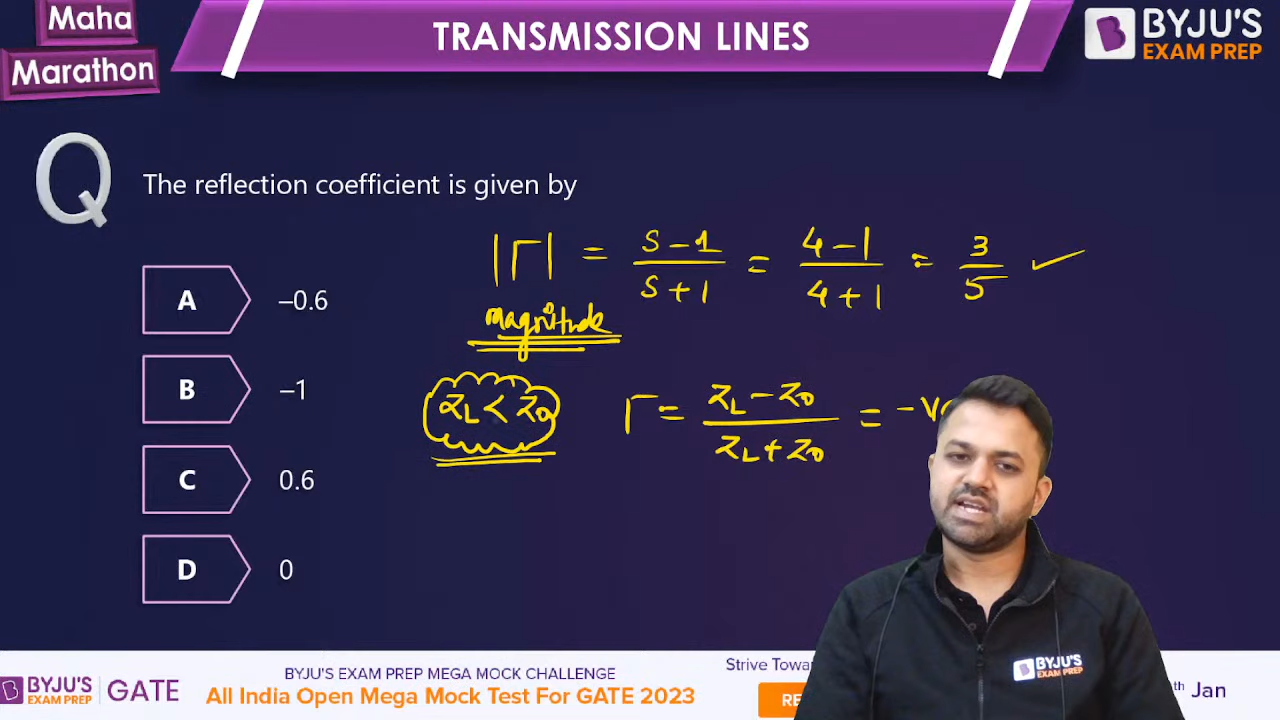 Maha
Marathon
TRANSMISSION LINES
BYJU'S
EXAM PREP
Q
The reflection coefficient is given by
|Γ| = S-1/S+1 = 4-1/4+1 = 3/5 ✓
magnitude
A –0.6
B –1
C 0.6
D 0
ZL < Z0 Γ = ZL-Z0/ZL+Z0 =
BYJU'S
EXAM PREP
BYJU'S
EXAM PREP
GATE
BYJU'S EXAM PREP MEGA MOCK CHALLENGE
All India Open Mega Mock Test For GATE 2023
Strive
th Jan